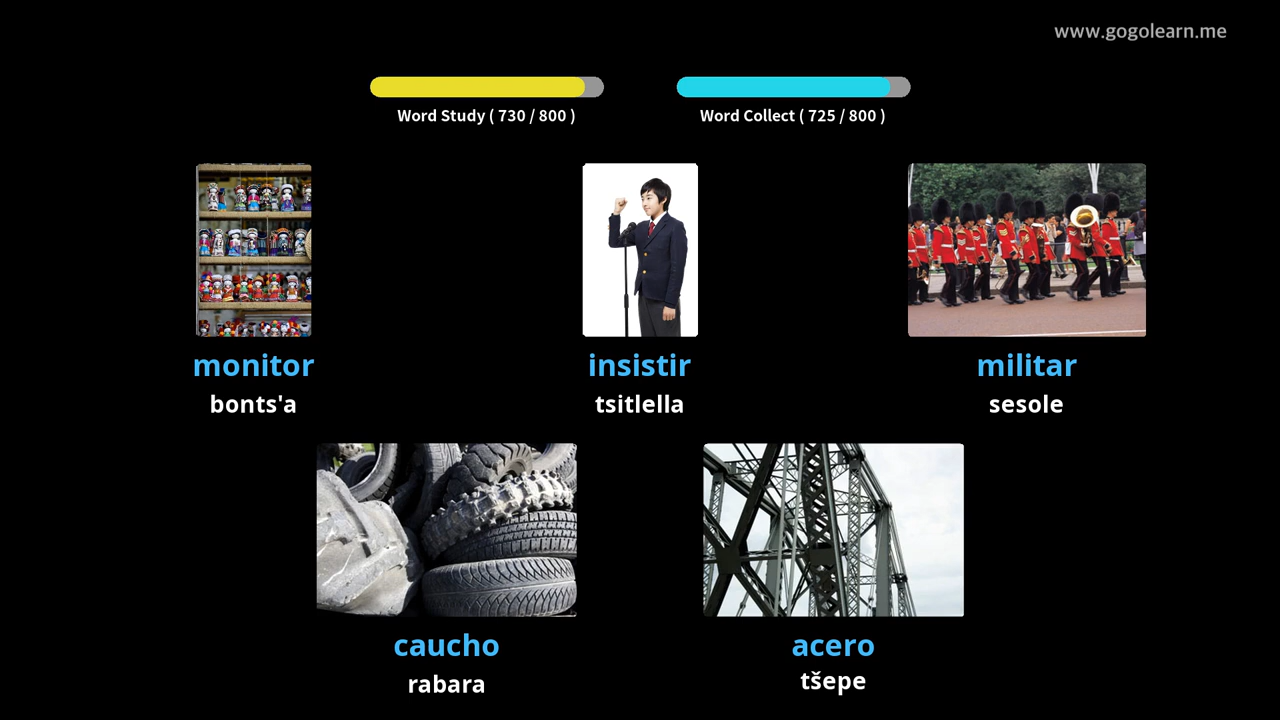 www.gogolearn.me
Word Study ( 730 / 800 )
Word Collect ( 725 / 800 )
monitor
bonts'a
insistir
tsitlella
militar
sesole
caucho
rabara
acero
tšepe